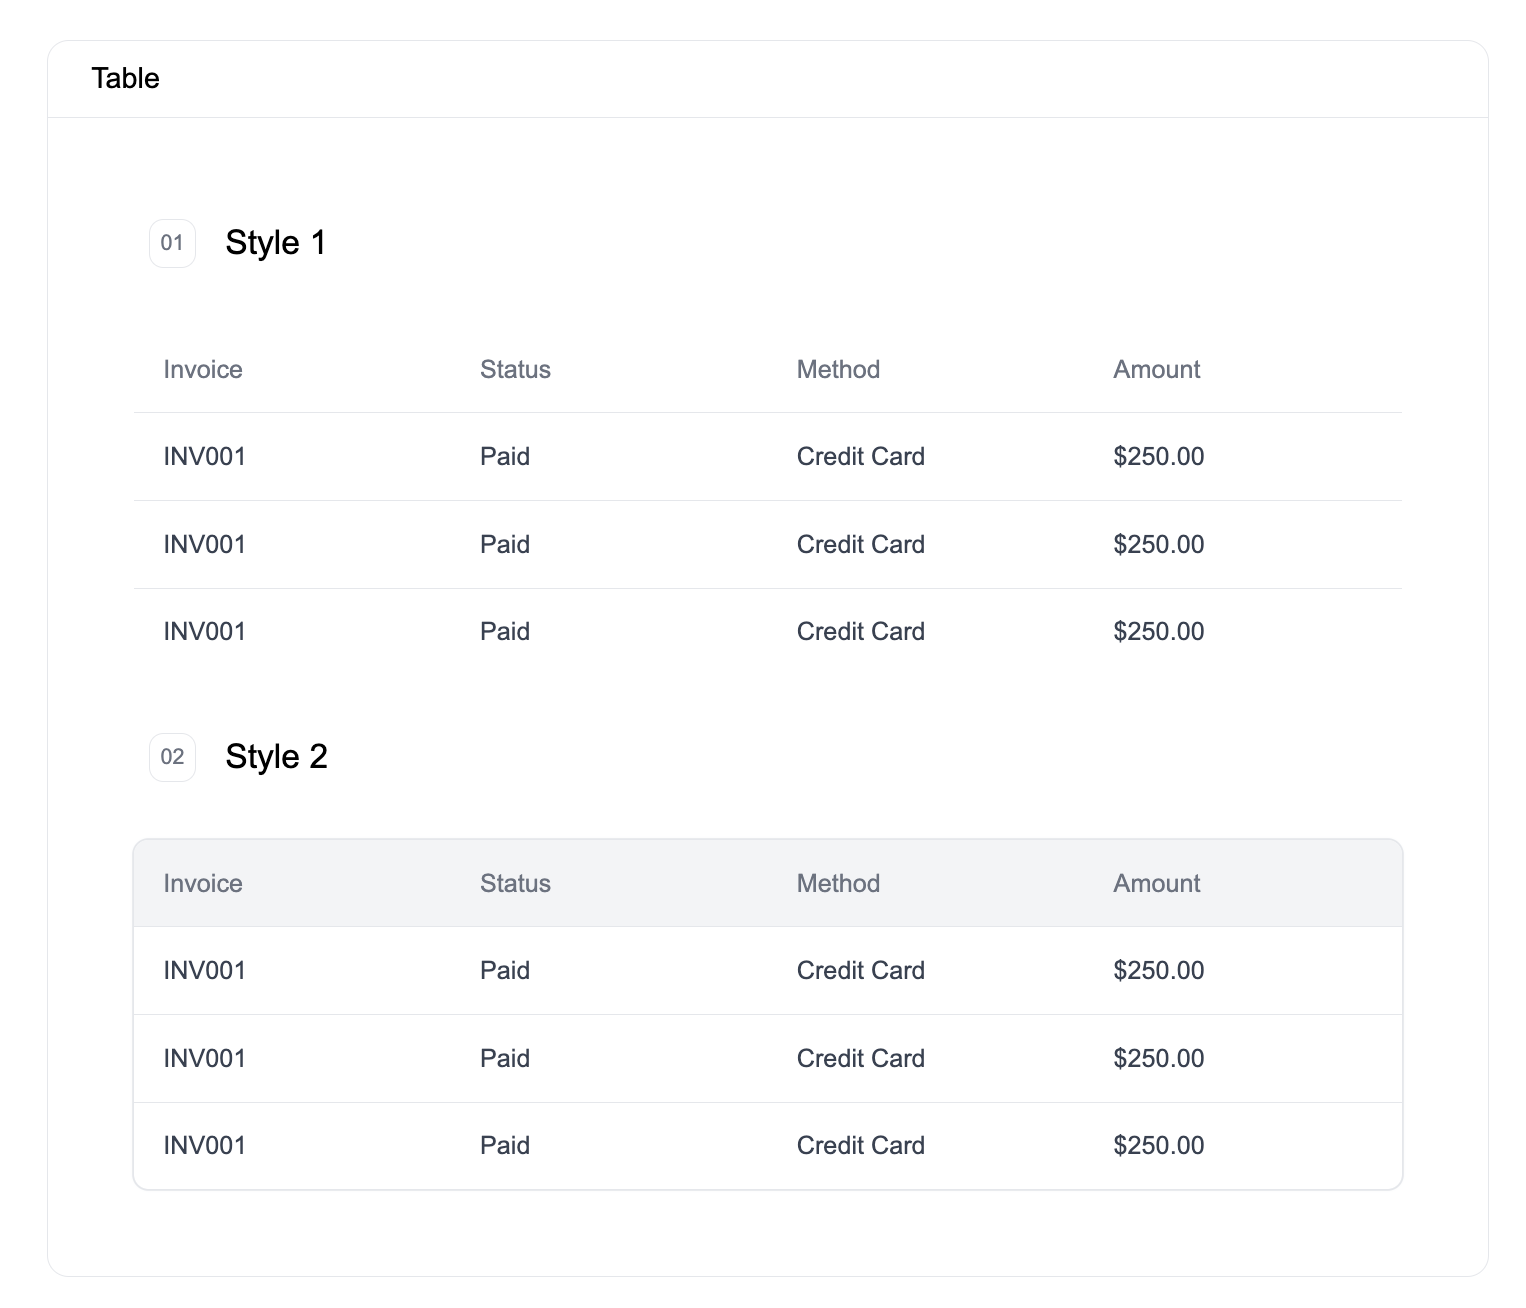 Table
01 Style 1
Invoice Status Method Amount
INV001 Paid Credit Card $250.00
INV001 Paid Credit Card $250.00
INV001 Paid Credit Card $250.00
02 Style 2
Invoice Status Method Amount
INV001 Paid Credit Card $250.00
INV001 Paid Credit Card $250.00
INV001 Paid Credit Card $250.00